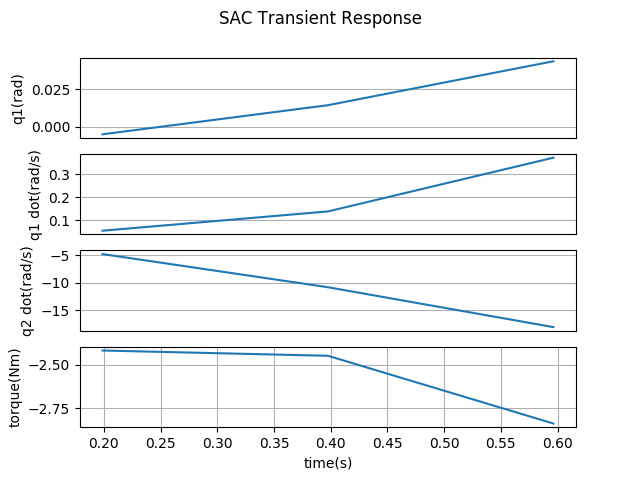 SAC Transient Response
q1(rad)
0.025
0.000
q1 dot(rad/s)
0.3
0.2
0.1
q2 dot(rad/s)
−5
−10
−15
torque(Nm)
−2.50
−2.75
0.20 0.25 0.30 0.35 0.40 0.45 0.50 0.55 0.60
time(s)